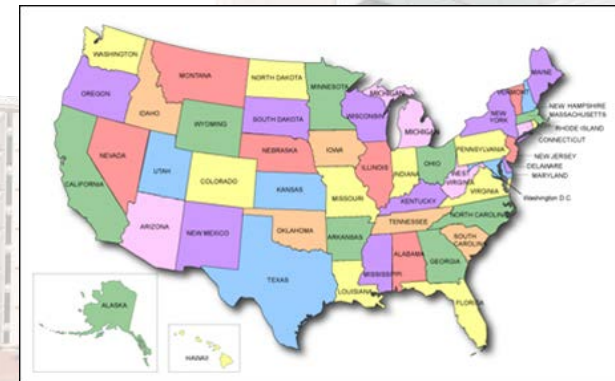 WASHINGTON
MONTANA
NORTH DAKOTA
MINNESOTA
MICHIGAN
VERMONT
MAINE
OREGON
IDAHO
WYOMING
SOUTH DAKOTA
WISCONSIN
MICHIGAN
NEW
YORK
NEW HAMPSHIRE
MASSACHUSETTS
RHODE ISLAND
CONNECTICUT
NEW JERSEY
DELAWARE
MARYLAND
Washington D.C.
NEVADA
UTAH
COLORADO
NEBRASKA
KANSAS
IOWA
ILLINOIS
INDIANA
OHIO
PENNSYLVANIA
WEST
VIRGINIA
VIRGINIA
CALIFORNIA
ARIZONA
NEW MEXICO
OKLAHOMA
MISSOURI
KENTUCKY
TENNESSEE
NORTH CAROLINA
SOUTH
CAROLINA
ARKANSAS
TEXAS
LOUISIANA
MISSISSIPPI
ALABAMA
GEORGIA
FLORIDA
ALASKA
HAWAII